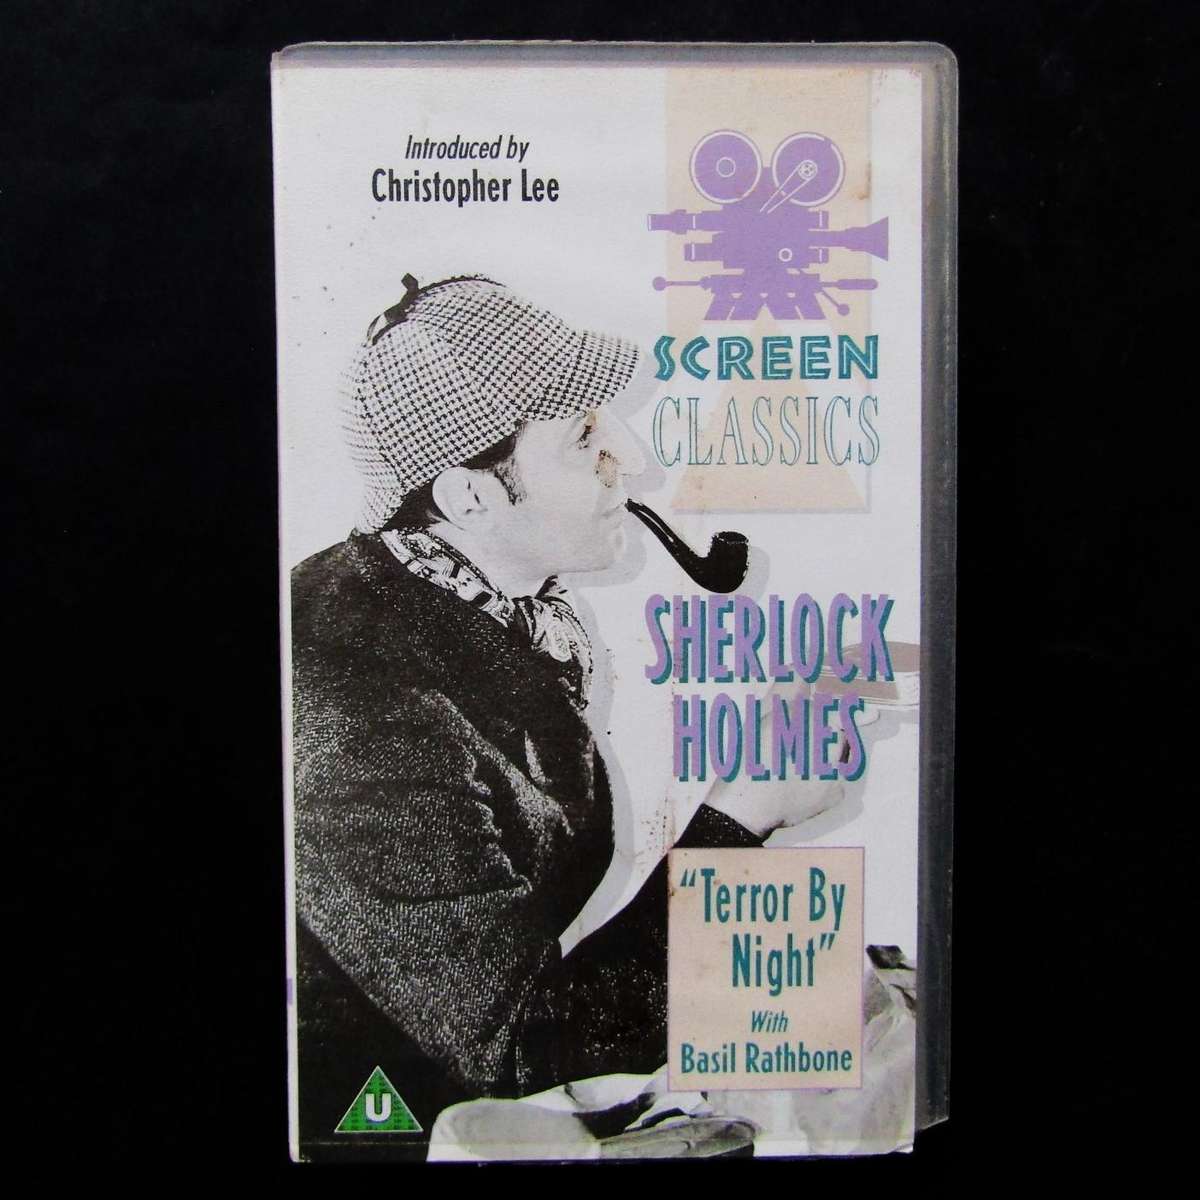 Introduced by
Christopher Lee
SCREEN
CLASSICS
SHERLOCK
HOLMES
"Terror By
Night"
With
Basil Rathbone
U